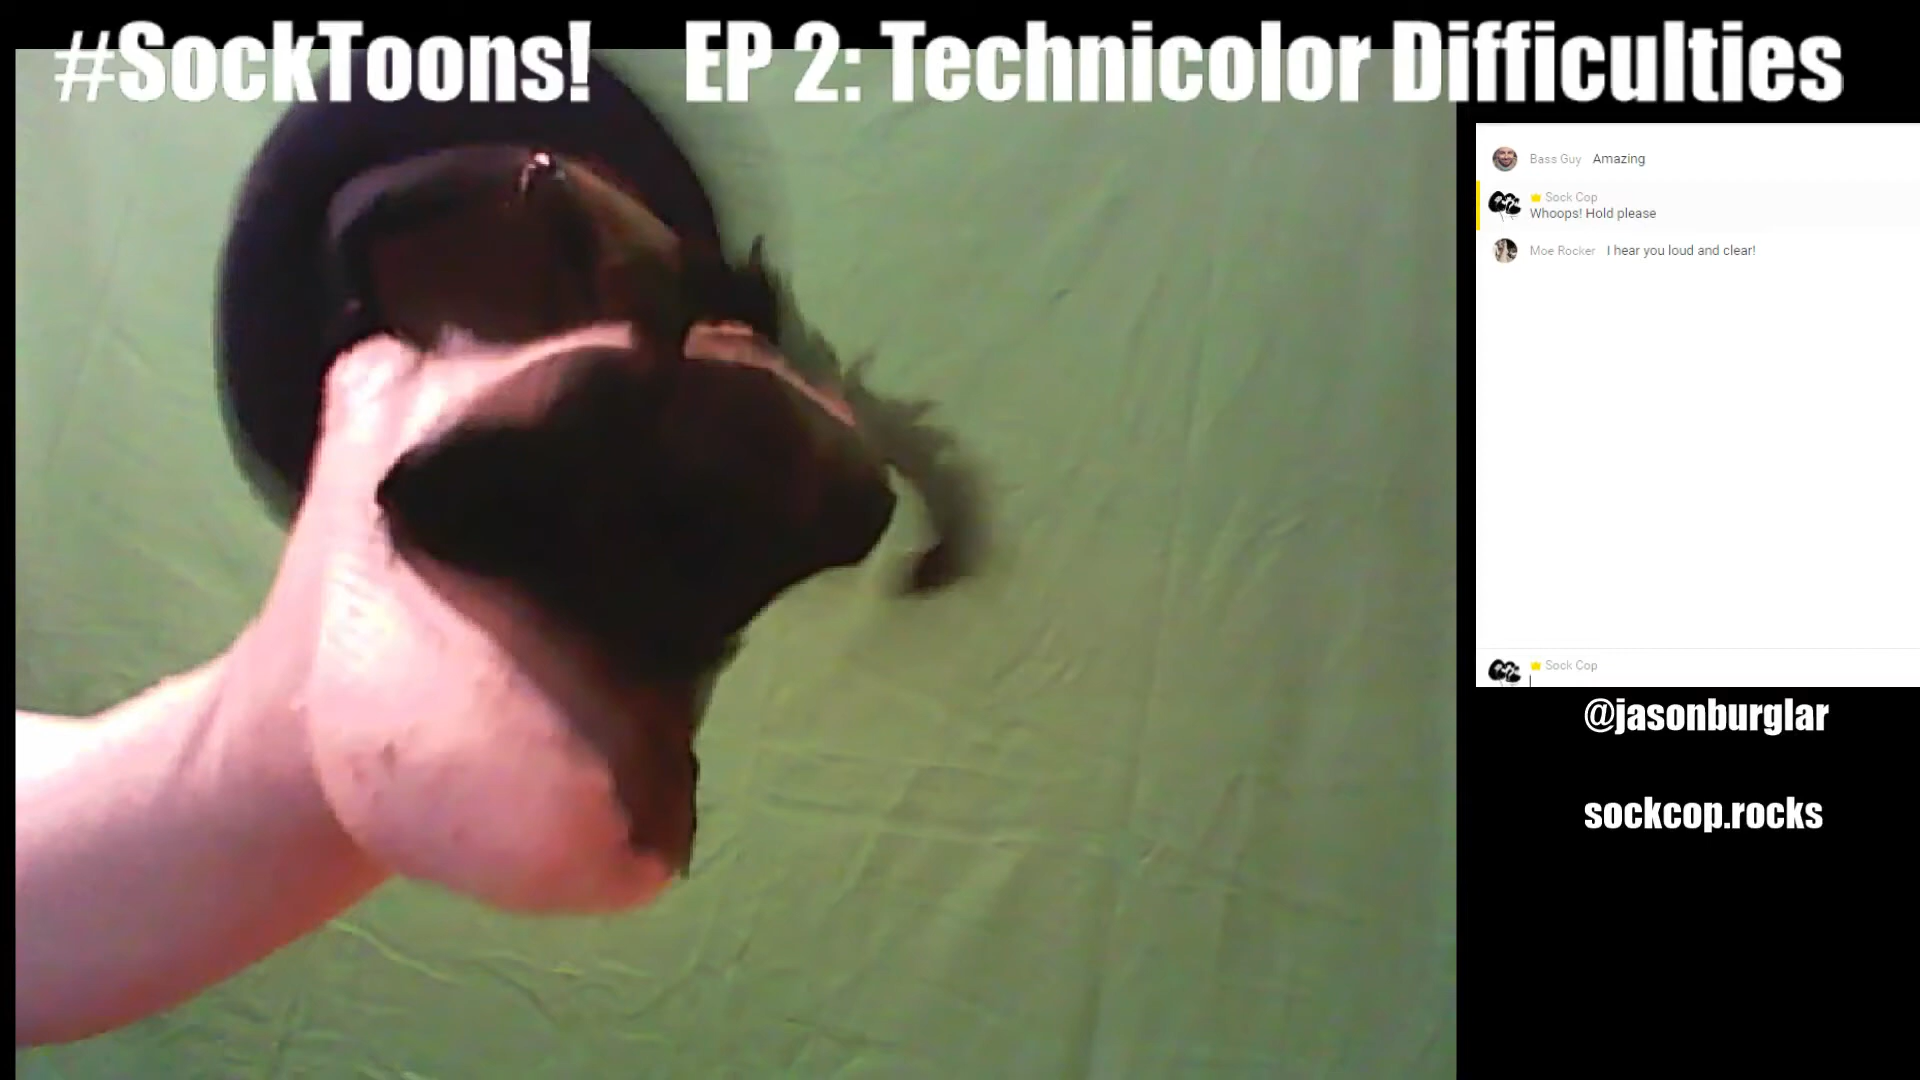 #SockToons! EP 2: Technicolor Difficulties
Bass Guy Amazing
Sock Cop
Whoops! Hold please
Moe Rocker I hear you loud and clear!
Sock Cop
@jasonburglar
sockcop.rocks